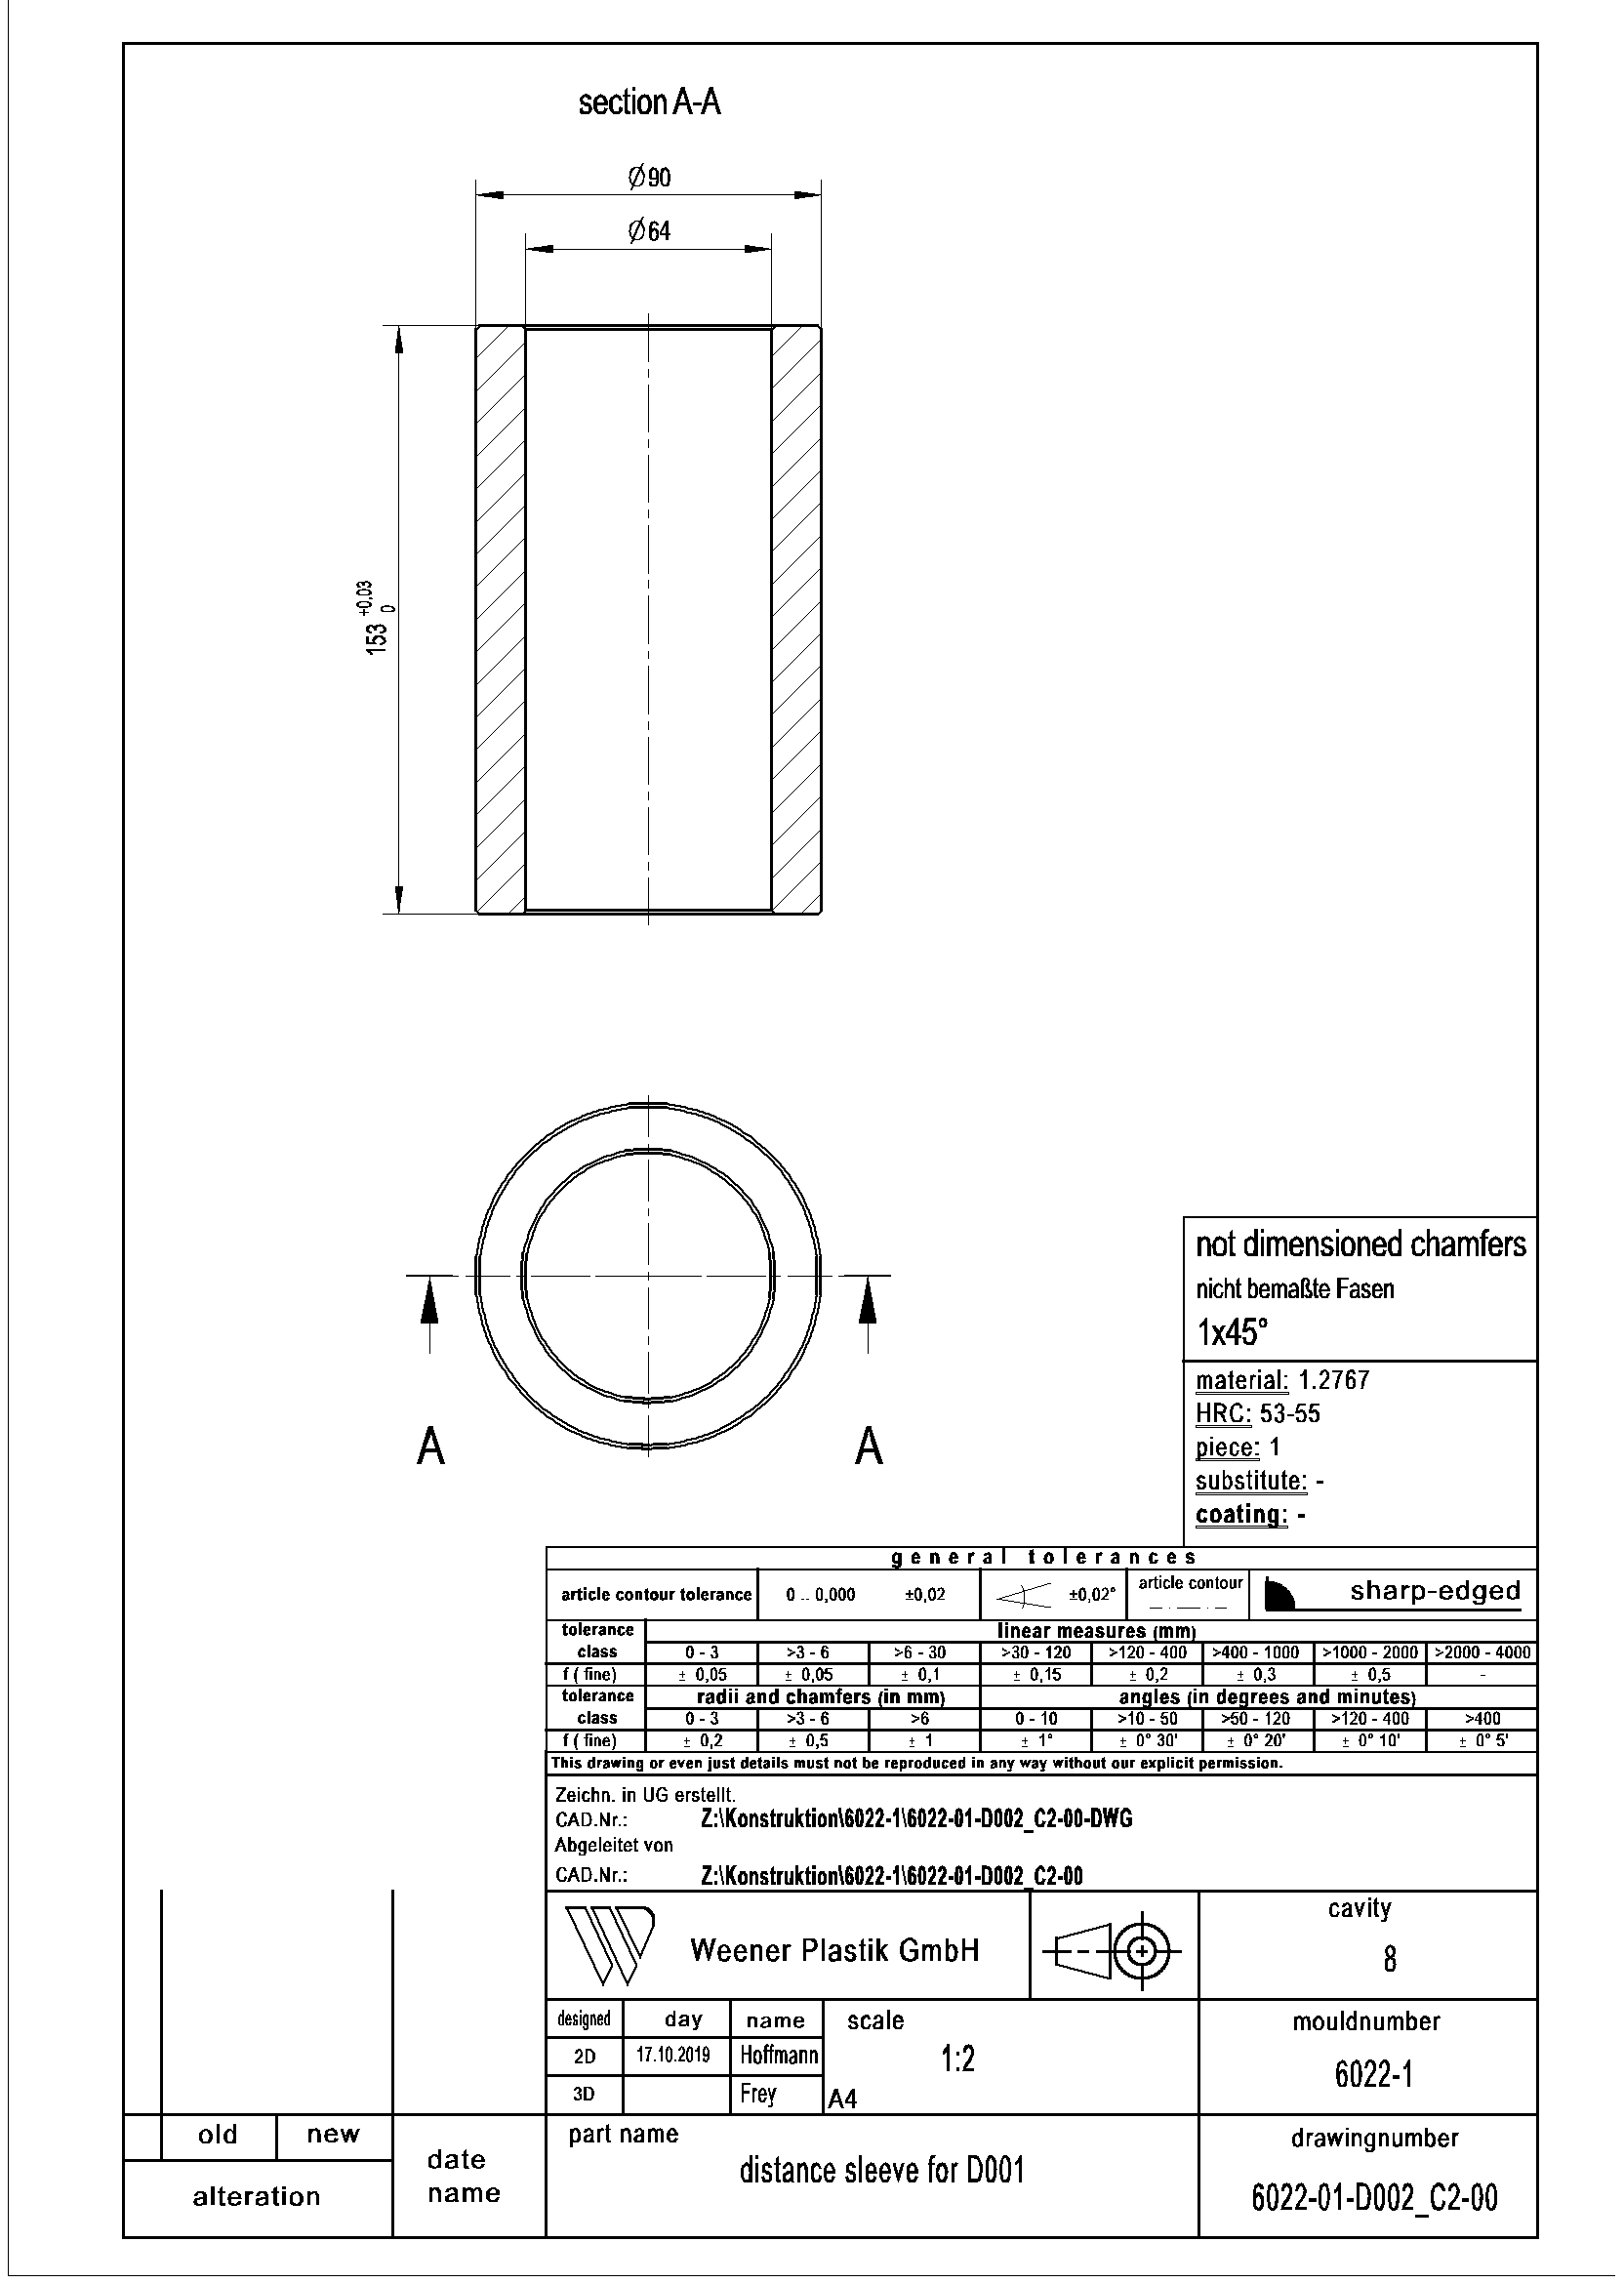 section A-A
∅90
∅64
153 +0,03 0
A A
not dimensioned chamfers
nicht bemaßte Fasen
1x45°
material: 1.2767
HRC: 53-55
piece: 1
substitute: -
coating: -
general tolerances
article contour tolerance 0 .. 0,000 ±0,02 ±0,02° article contour sharp-edged
tolerance class linear measures (mm)
0 - 3 >3 - 6 >6 - 30 >30 - 120 >120 - 400 >400 - 1000 >1000 - 2000 >2000 - 4000
f ( fine) ± 0,05 ± 0,05 ± 0,1 ± 0,15 ± 0,2 ± 0,3 ± 0,5 -
tolerance class radii and chamfers (in mm) angles (in degrees and minutes)
0 - 3 >3 - 6 >6 0 - 10 >10 - 50 >50 - 120 >120 - 400 >400
f ( fine) ± 0,2 ± 0,5 ± 1 ± 1° ± 0° 30' ± 0° 20' ± 0° 10' ± 0° 5'
This drawing or even just details must not be reproduced in any way without our explicit permission.
Zeichn. in UG erstellt.
CAD.Nr.: Z:\Konstruktion\6022-1\6022-01-D002_C2-00-DWG
Abgeleitet von
CAD.Nr.: Z:\Konstruktion\6022-1\6022-01-D002_C2-00
Weener Plastik GmbH
cavity
8
designed day name scale
2D 17.10.2019 Hoffmann 1:2
3D Frey A4
mouldnumber
6022-1
old new
alteration
date
name
part name
distance sleeve for D001
drawingnumber
6022-01-D002_C2-00